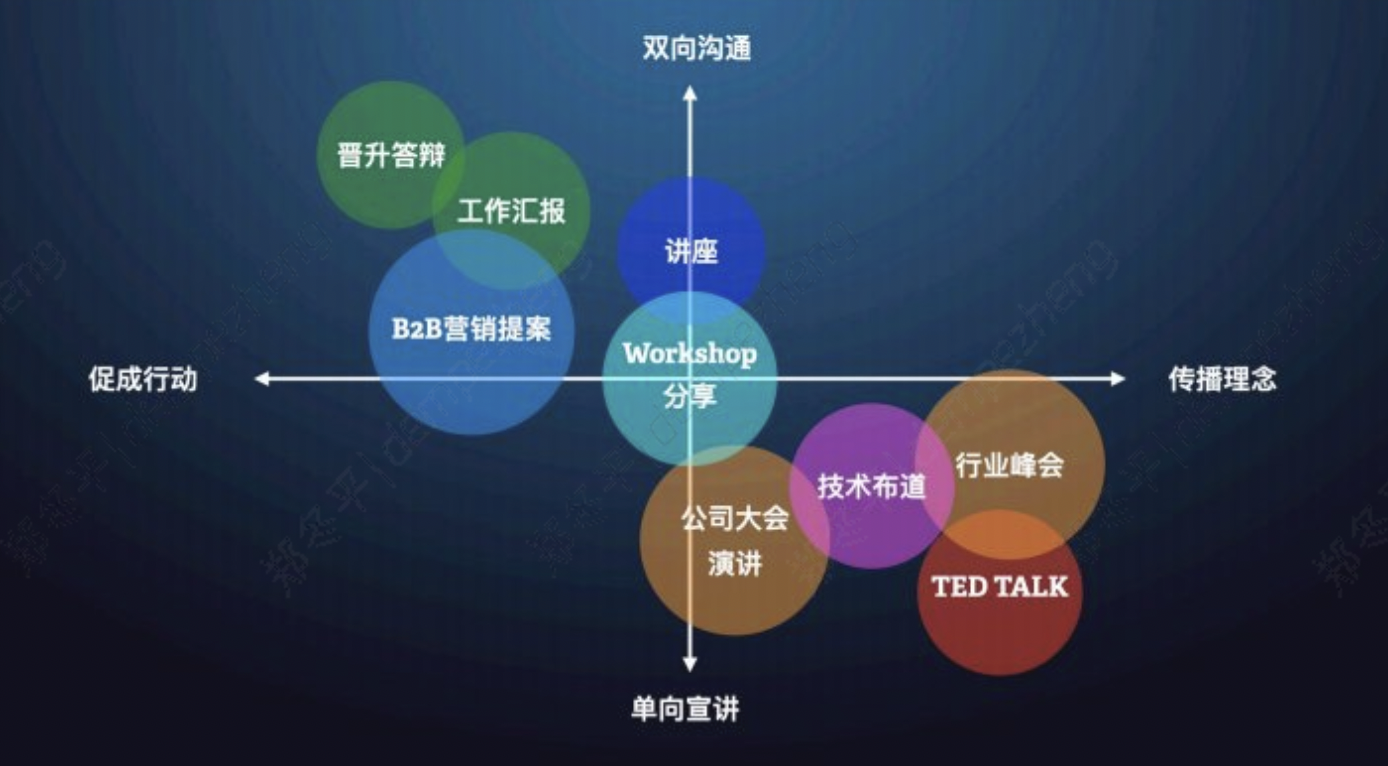 双向沟通
晋升答辩
工作汇报
讲座
B2B营销提案
Workshop
分享
促成行动
传播理念
行业峰会
技术布道
公司大会
演讲
TED TALK
单向宣讲